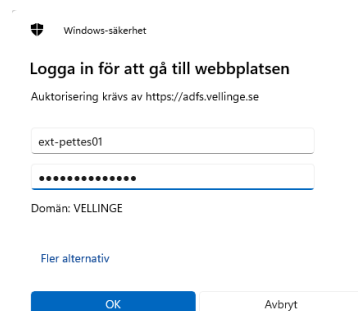 Windows-säkerhet
Logga in för att gå till webbplatsen
Auktorisering krävs av https://adfs.vellinge.se
ext-pettes01
●●●●●●●●●●●●●●
Domän: VELLINGE
Fler alternativ
OK Avbryt